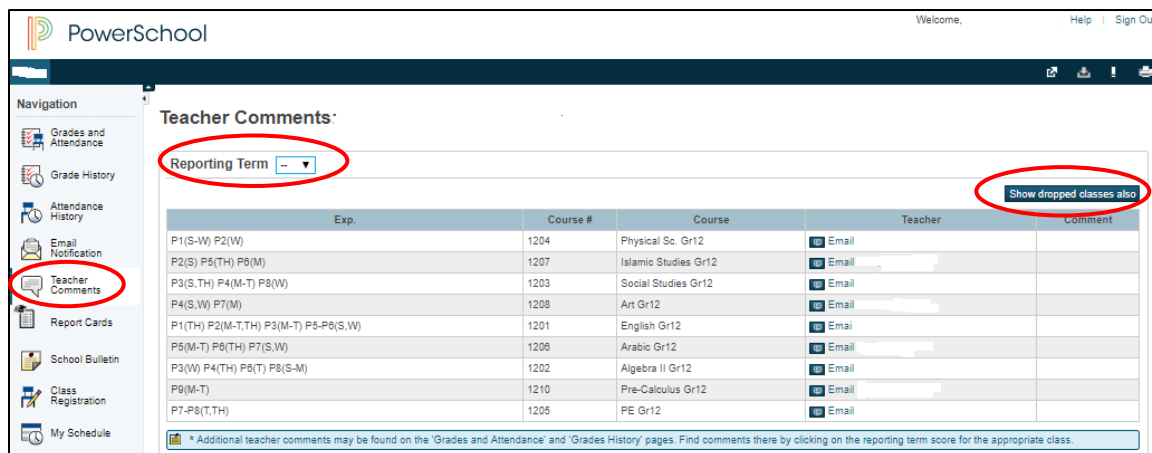 PowerSchool
Welcome,
Help | Sign Ou
Navigation
Grades and
Attendance
Grade History
Attendance
History
Email
Notification
Teacher
Comments
Report Cards
School Bulletin
Class
Registration
My Schedule
Teacher Comments
Reporting Term --
Show dropped classes also
Exp. Course # Course Teacher Comment
P1(S-W) P2(W) 1204 Physical Sc. Gr12 Email
P2(S) P5(TH) P6(M) 1207 Islamic Studies Gr12 Email
P3(S,TH) P4(M-T) P8(W) 1203 Social Studies Gr12 Email
P4(S,W) P7(M) 1208 Art Gr12 Email
P1(TH) P2(M-T,TH) P3(M-T) P5-P6(S,W) 1201 English Gr12 Emai
P5(M-T) P6(TH) P7(S,W) 1206 Arabic Gr12 Email
P3(W) P4(TH) P6(T) P8(S-M) 1202 Algebra II Gr12 Email
P9(M-T) 1210 Pre-Calculus Gr12 Email
P7-P8(T,TH) 1205 PE Gr12 Email
* Additional teacher comments may be found on the 'Grades and Attendance' and 'Grades History' pages. Find comments there by clicking on the reporting term score for the appropriate class.